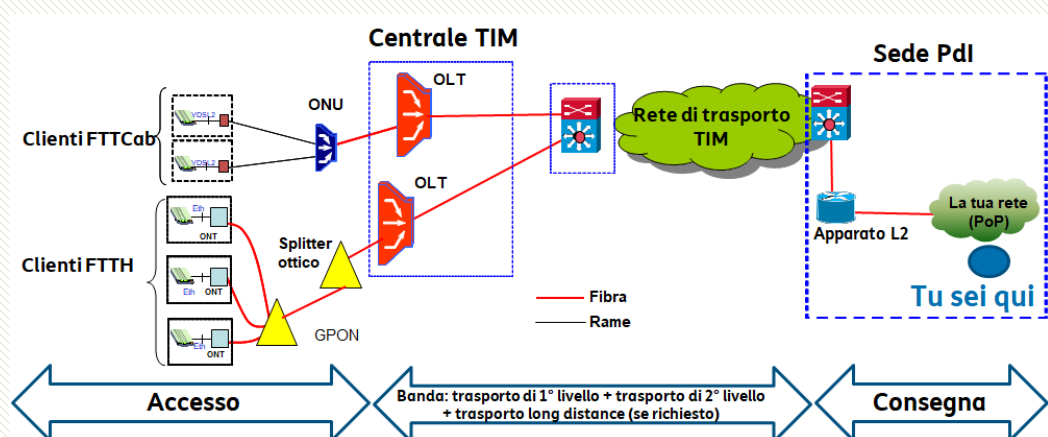 Centrale TIM
Sede PdI
OLT
ONU
VDSL2
VDSL2
Clienti FTTCab
Rete di trasporto
TIM
OLT
Eth
ONT
La tua rete
(PoP)
Apparato L2
Splitter
ottico
Clienti FTTH
Eth
ONT
Tu sei qui
Fibra
Rame
GPON
Eth
ONT
Accesso
Banda: trasporto di 1° livello + trasporto di 2° livello
+ trasporto long distance (se richiesto)
Consegna